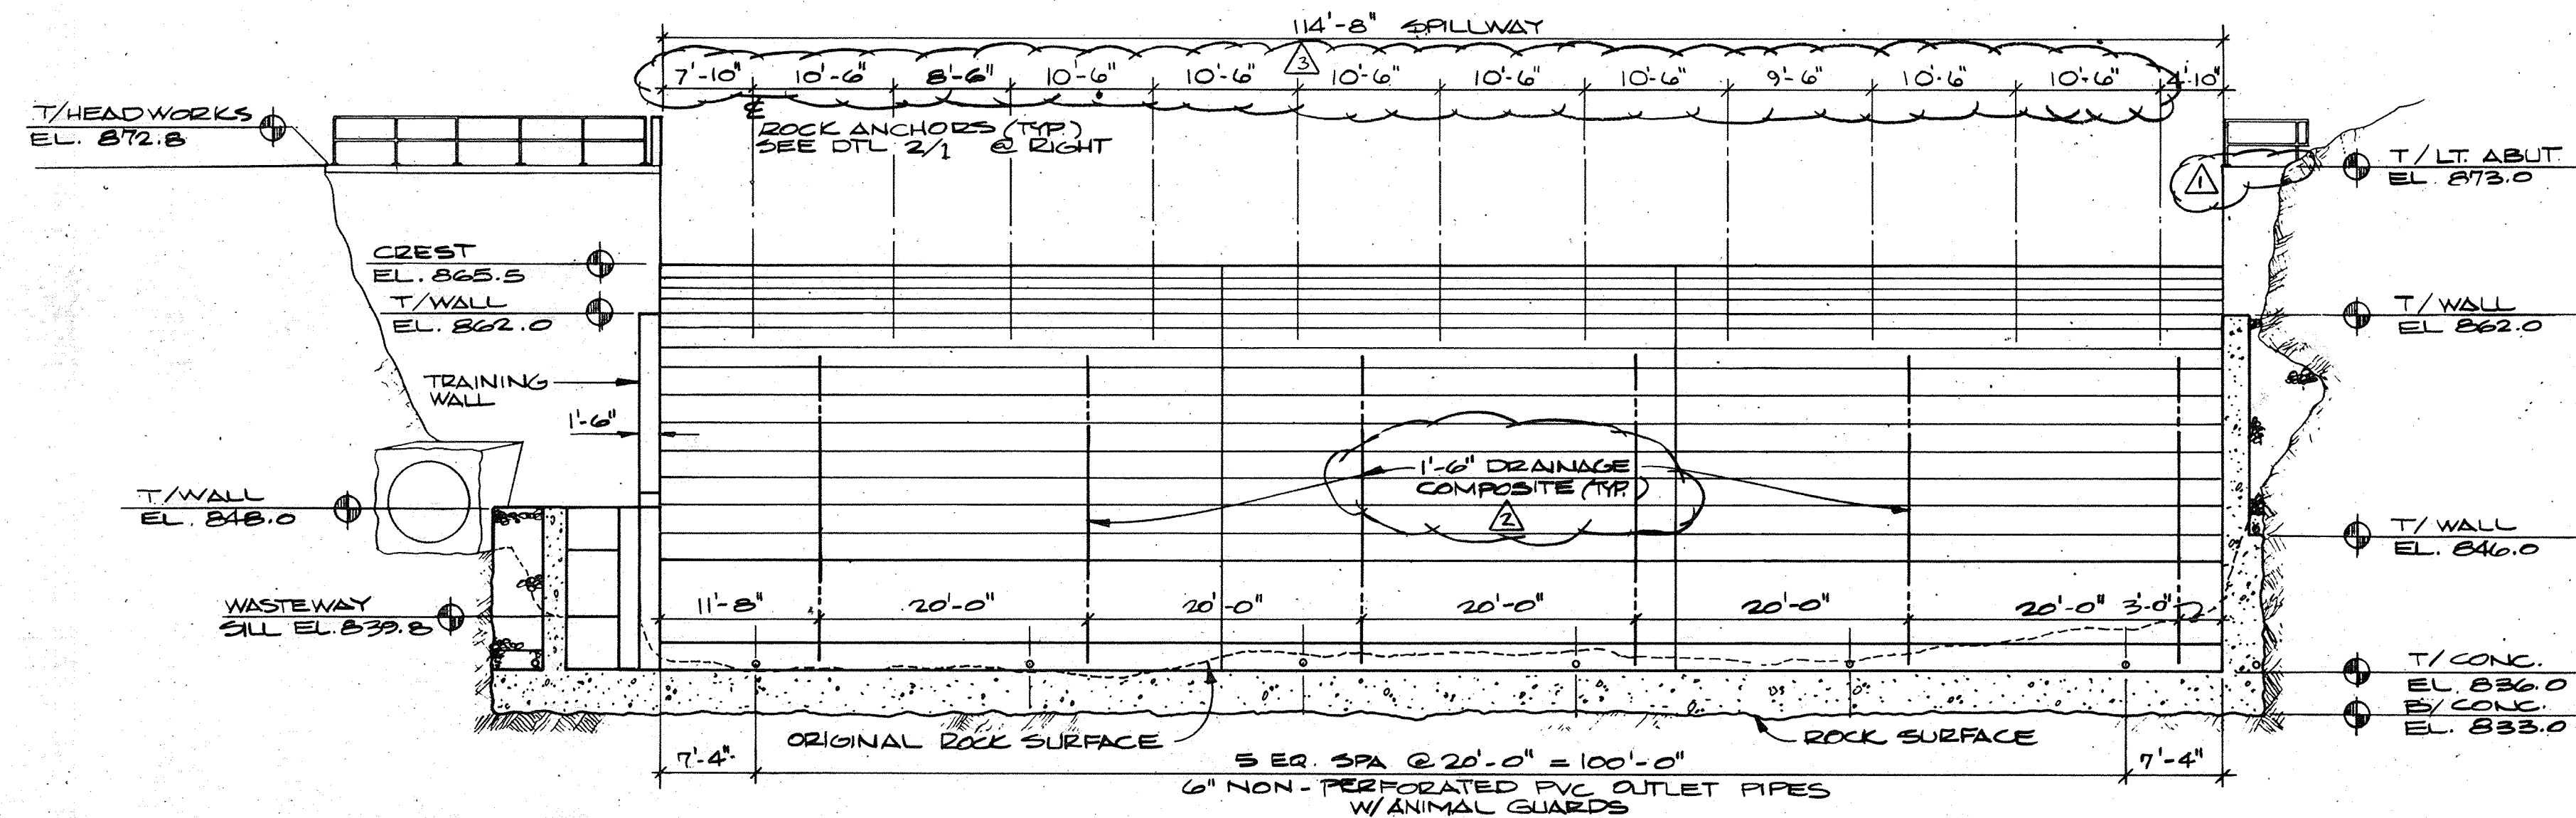 114'-8" SPILLWAY
3
7'-10" 10'-6" 8'-6" 10'-6" 10'-6" 10'-6" 10'-6" 10'-6" 9'-6" 10'-6" 10'-6" 4'-10"
T/HEADWORKS
EL. 872.8
℄
ROCK ANCHORS (TYP.)
SEE DTL 2/1 @ RIGHT
1
T/LT. ABUT
EL. 873.0
CREST
EL. 865.5
T/WALL
EL. 862.0
T/WALL
EL 862.0
TRAINING
WALL
1'-6"
1'-6" DRAINAGE
COMPOSITE (TYP.)
2
T/WALL
EL. 848.0
T/WALL
EL. 846.0
WASTEWAY
SILL EL. 839.8
11'-8" 20'-0" 20'-0" 20'-0" 20'-0" 20'-0" 3'-0"
T/CONC.
EL. 836.0
B/CONC.
EL. 833.0
ORIGINAL ROCK SURFACE
ROCK SURFACE
7'-4" 5 EQ. SPA @ 20'-0" = 100'-0" 7'-4"
6" NON-PERFORATED PVC OUTLET PIPES
W/ANIMAL GUARDS